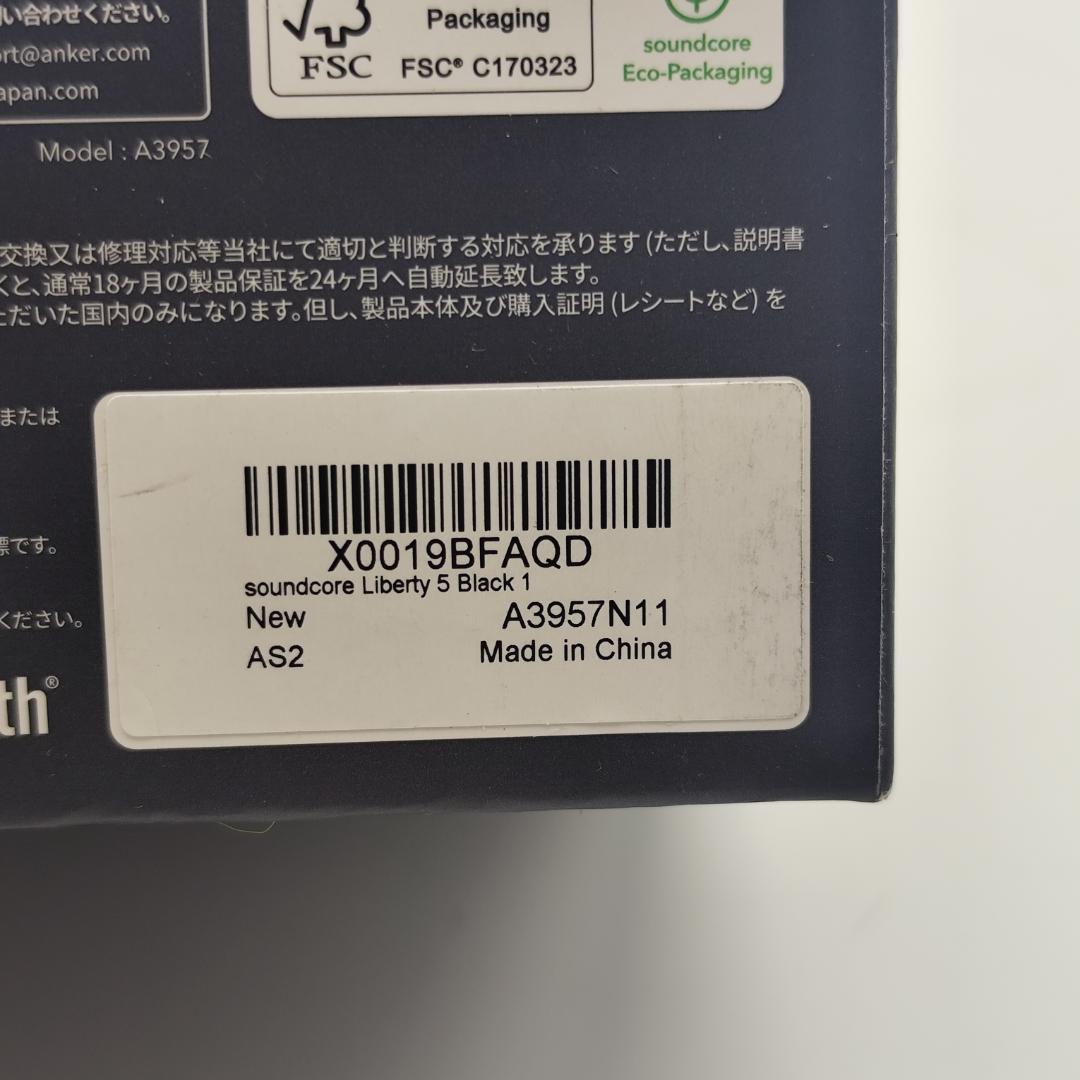 い合わせください。
rt@anker.com
apan.com
FSC
Packaging
FSC® C170323
soundcore
Eco-Packaging
Model : A3957
交換又は修理対応等当社にて適切と判断する対応を承ります (ただし、説明書
くと、通常18ヶ月の製品保証を24ヶ月へ自動延長致します。
ただいた国内のみになります。但し、製品本体及び購入証明 (レシートなど) を
または
標です。
ください。
th®
X0019BFAQD
soundcore Liberty 5 Black 1
New A3957N11
AS2 Made in China